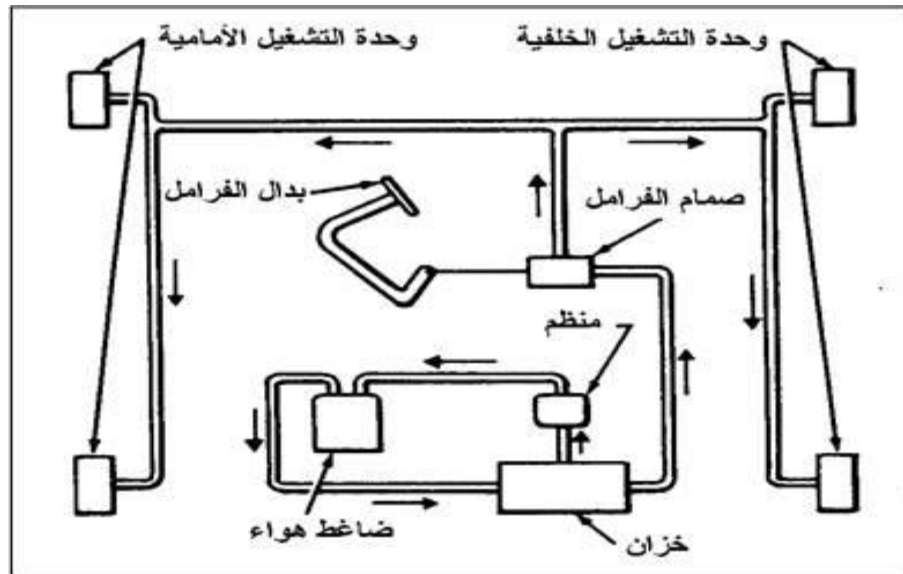 وحدة التشغيل الخلفية
وحدة التشغيل الأمامية
بدال الفرامل
صمام الفرامل
منظم
ضاغط هواء
خزان